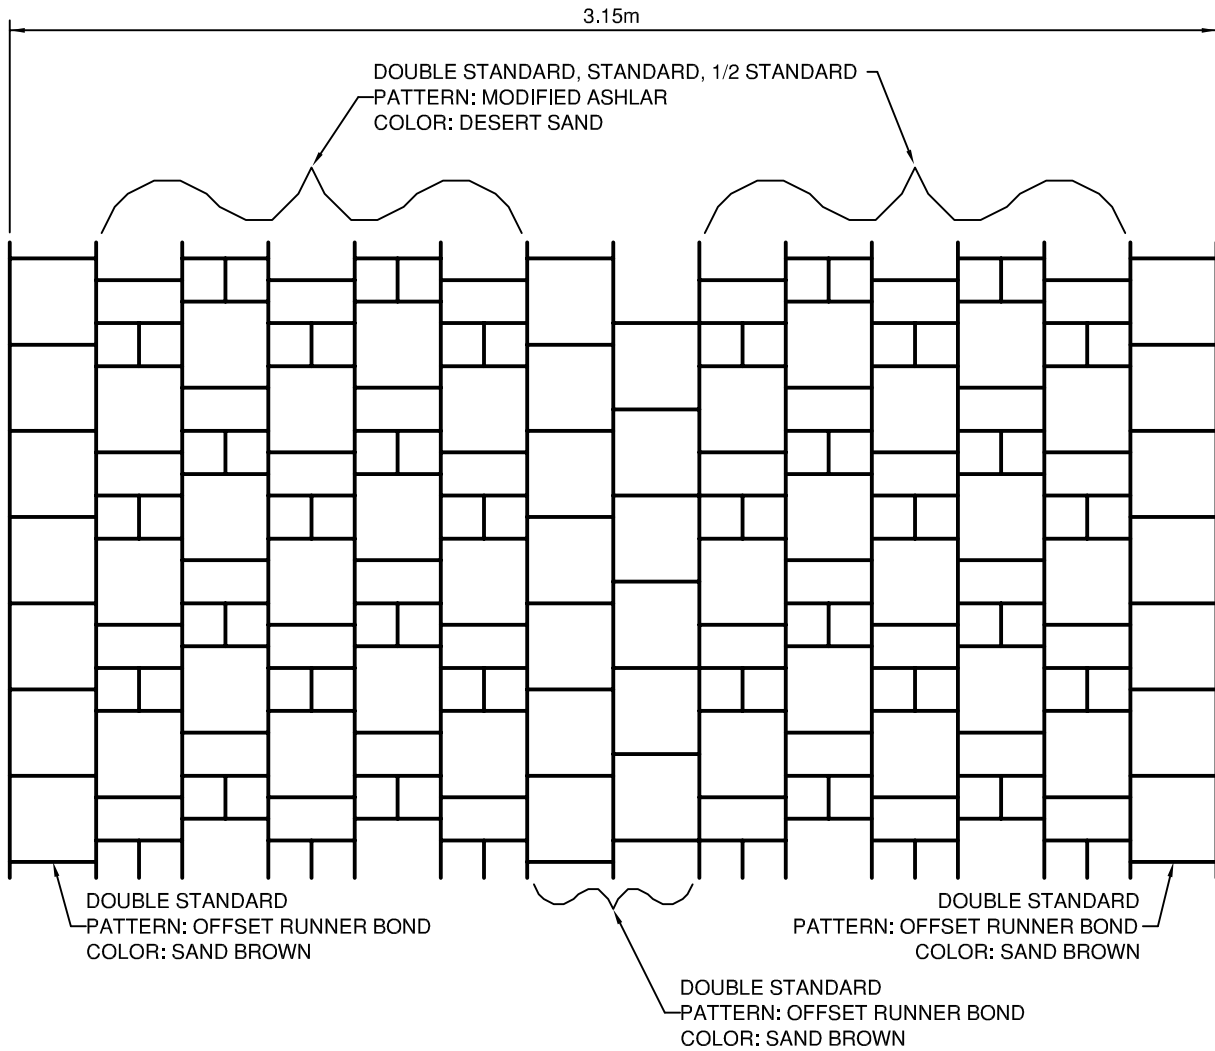 3.15m
DOUBLE STANDARD, STANDARD, 1/2 STANDARD
PATTERN: MODIFIED ASHLAR
COLOR: DESERT SAND
DOUBLE STANDARD
PATTERN: OFFSET RUNNER BOND
COLOR: SAND BROWN
DOUBLE STANDARD
PATTERN: OFFSET RUNNER BOND
COLOR: SAND BROWN
DOUBLE STANDARD
PATTERN: OFFSET RUNNER BOND
COLOR: SAND BROWN